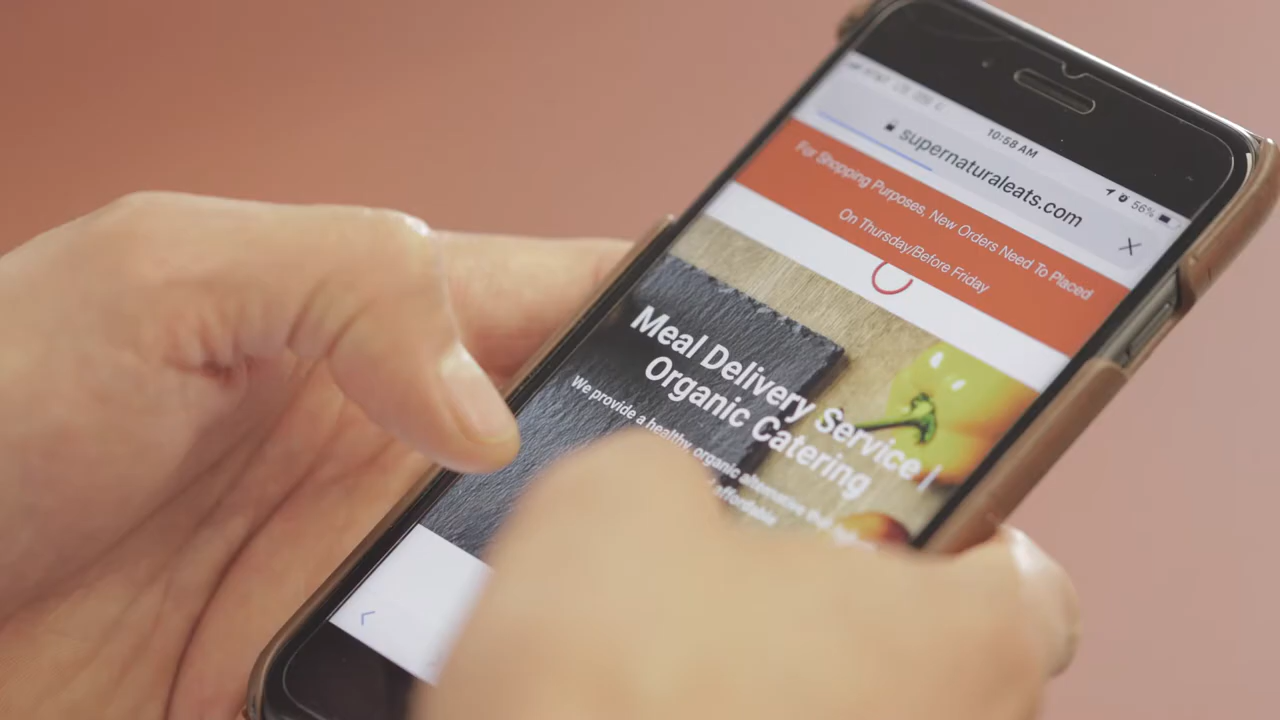 10:58 AM
56%
supernaturaleats.com
For Shopping Purposes, New Orders Need To Placed
On Thursday/Before Friday
Meal Delivery Service |
Organic Catering
We provide a healthy, organic alternative that
affordable